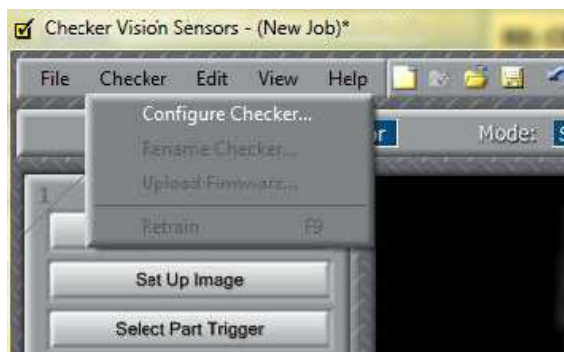 Checker Vision Sensors - (New Job)*
File Checker Edit View Help
Configure Checker...
Mode:
Rename Checker...
Upload Firmware...
1
Retrain F9
Set Up Image
Select Part Trigger